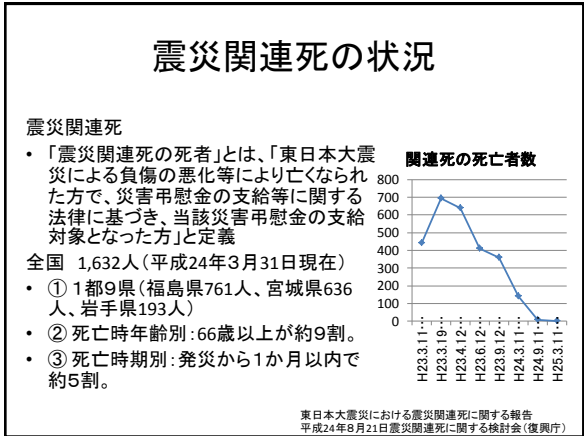 震災関連死の状況
震災関連死
• 「震災関連死の死者」とは、「東日本大震
災による負傷の悪化等により亡くなられ
た方で、災害弔慰金の支給等に関する
法律に基づき、当該災害弔慰金の支給
対象となった方」と定義
全国 1,632人(平成24年3月31日現在)
• ① 1都9県(福島県761人、宮城県636
人、岩手県193人)
• ② 死亡時年齢別:66歳以上が約9割。
• ③ 死亡時期別:発災から1か月以内で
約5割。
関連死の死亡者数
800
700
600
500
400
300
200
100
0
H23.3.11…
H23.3.19…
H23.4.12…
H23.6.12…
H23.9.12…
H24.3.11…
H24.9.11…
H25.3.11…
東日本大震災における震災関連死に関する報告
平成24年8月21日震災関連死に関する検討会(復興庁)